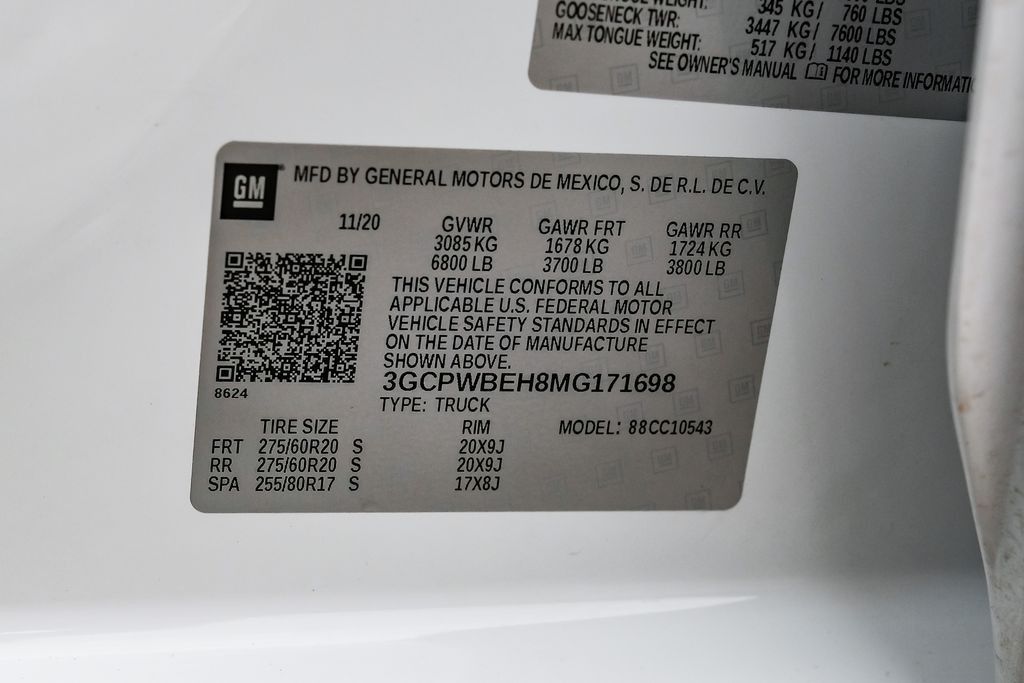 345 KG/ 760 LBS
GOOSENECK TWR: 3447 KG/ 7600 LBS
MAX TONGUE WEIGHT: 517 KG/ 1140 LBS
SEE OWNER'S MANUAL FOR MORE
GM
MFD BY GENERAL MOTORS DE MEXICO, S. DE R.L. DE C.V.
11/20 GVWR GAWR FRT GAWR RR
3085 KG 1678 KG 1724 KG
6800 LB 3700 LB 3800 LB
THIS VEHICLE CONFORMS TO ALL
APPLICABLE U.S. FEDERAL MOTOR
VEHICLE SAFETY STANDARDS IN EFFECT
ON THE DATE OF MANUFACTURE
SHOWN ABOVE.
3GCPWBEH8MG171698
8624
TYPE: TRUCK
TIRE SIZE RIM MODEL: 88CC10543
FRT 275/60R20 S 20X9J
RR 275/60R20 S 20X9J
SPA 255/80R17 S 17X8J